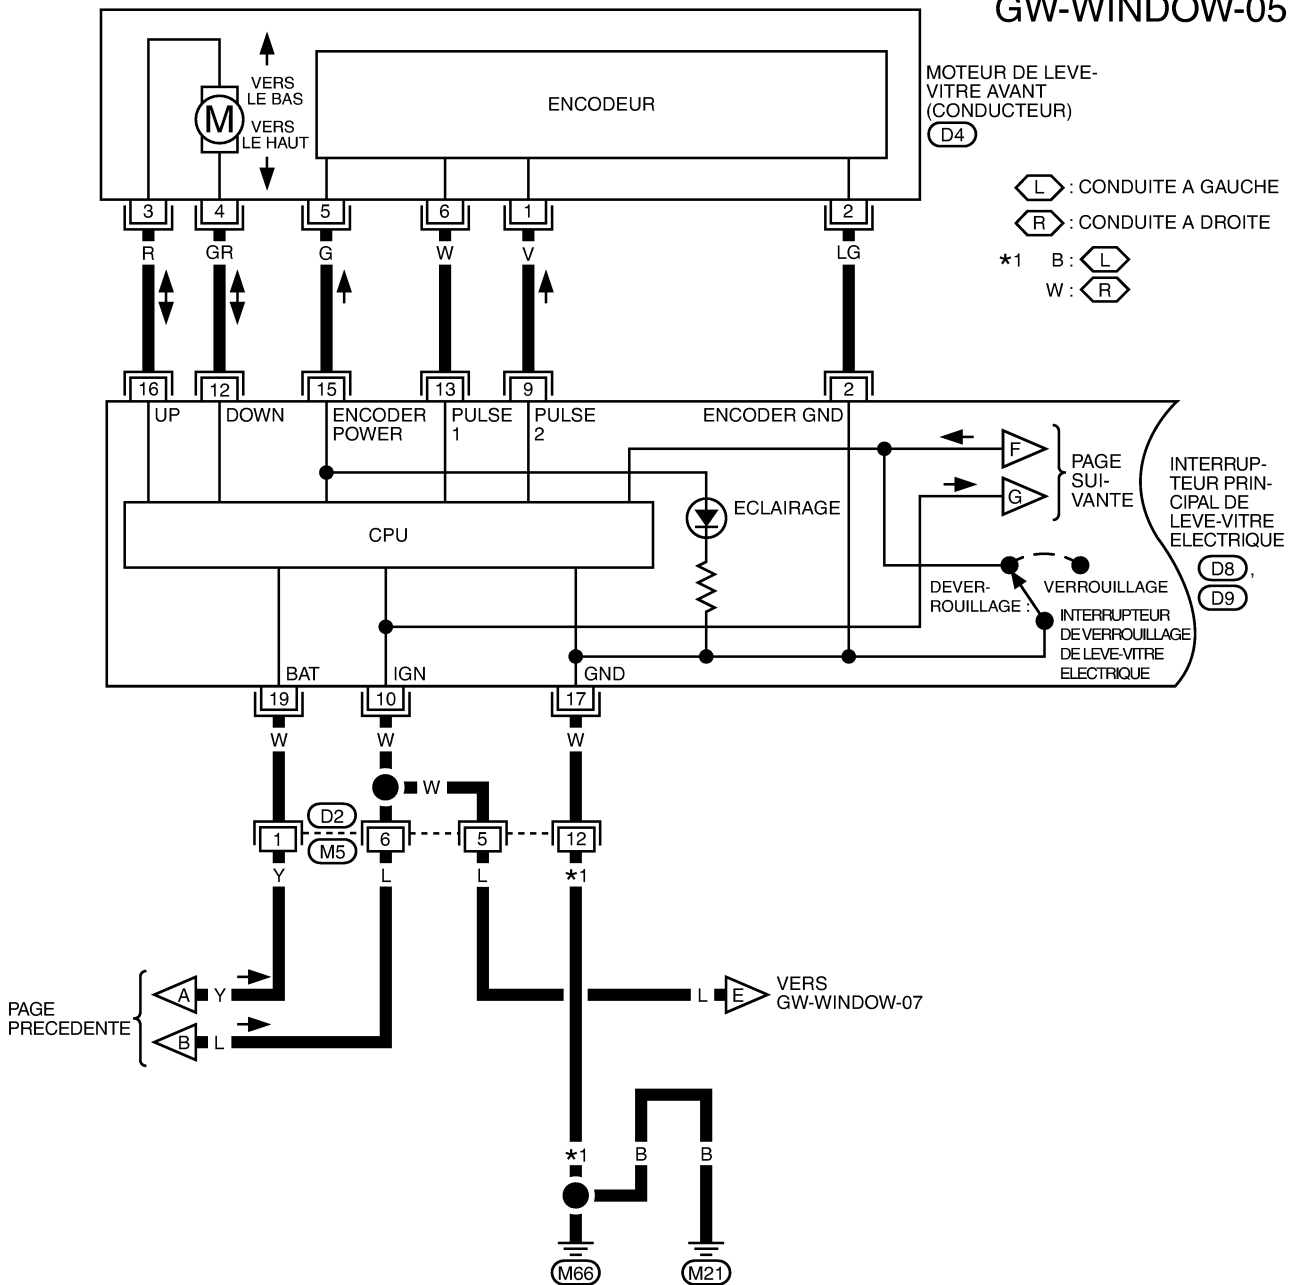 GW-WINDOW-05
VERS
LE BAS
M
VERS
LE HAUT
ENCODEUR
MOTEUR DE LEVE-
VITRE AVANT
(CONDUCTEUR)
D4
L : CONDUITE A GAUCHE
R : CONDUITE A DROITE
*1 B : L
W : R
3 4 5 6 1 2
R GR G W V LG
16 12 15 13 9 2
UP
DOWN
ENCODER
POWER
PULSE
1
PULSE
2
ENCODER GND
F
G
PAGE
SUI-
VANTE
INTERRUP-
TEUR PRIN-
CIPAL DE
LEVE-VITRE
ELECTRIQUE
D8 ,
D9
ECLAIRAGE
CPU
DEVER-
ROUILLAGE :
VERROUILLAGE
INTERRUPTEUR
DE VERROUILLAGE
DE LEVE-VITRE
ELECTRIQUE
BAT
IGN
GND
19 10 17
W W W
W
D2
M5
1 6 5 12
Y L L *1
PAGE
PRECEDENTE
A Y
B L
L E
VERS
GW-WINDOW-07
*1 B B
M66 M21